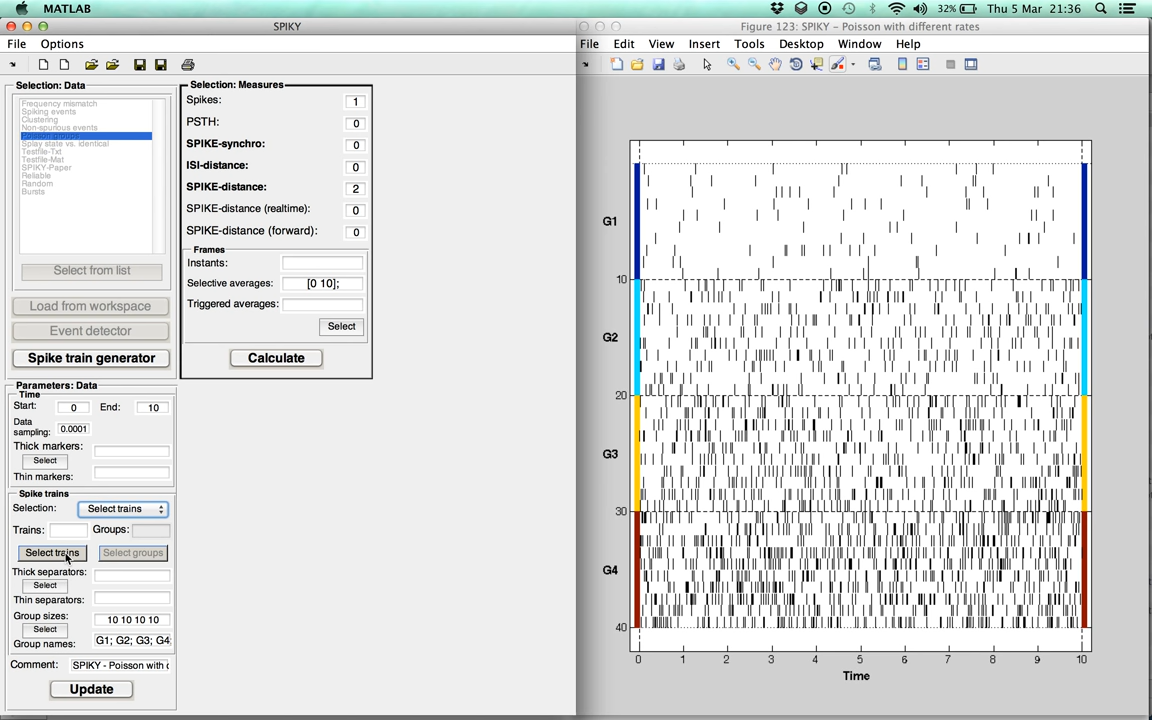 MATLAB 32% Thu 5 Mar 21:36
SPIKY
Figure 123: SPIKY - Poisson with different rates
File Options
File Edit View Insert Tools Desktop Window Help
Selection: Data
Frequency mismatch
Spiking events
Clustering
Non-spurious events
Poisson groups
Splay state vs. identical
Testfile-Txt
Testfile-Mat
SPIKY-Paper
Reliable
Random
Bursts
Select from list
Load from workspace
Event detector
Spike train generator
Selection: Measures
Spikes: 1
PSTH: 0
SPIKE-synchro: 0
ISI-distance: 0
SPIKE-distance: 2
SPIKE-distance (realtime): 0
SPIKE-distance (forward): 0
Frames
Instants:
Selective averages: [0 10];
Triggered averages:
Select
Calculate
Parameters: Data
Time
Start: 0 End: 10
Data
sampling: 0.0001
Thick markers:
Select
Thin markers:
Spike trains
Selection: Select trains
Trains: Groups:
Select trains Select groups
Thick separators:
Select
Thin separators:
Group sizes: 10 10 10 10
Select
Group names: G1; G2; G3; G4
Comment: SPIKY - Poisson with
Update
G1
10
G2
20
G3
30
G4
40
0 1 2 3 4 5 6 7 8 9 10
Time